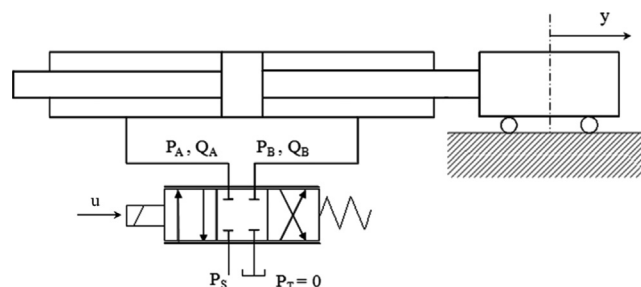 y
P_A , Q_A
P_B , Q_B
u
P_S
P_T = 0